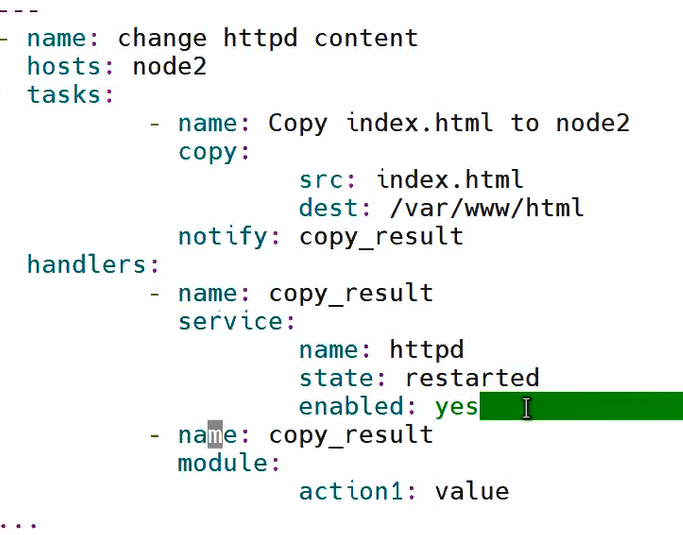 ---
- name: change httpd content
  hosts: node2
  tasks:
          - name: Copy index.html to node2
            copy:
                    src: index.html
                    dest: /var/www/html
            notify: copy_result
  handlers:
          - name: copy_result
            service:
                    name: httpd
                    state: restarted
                    enabled: yes
          - name: copy_result
            module:
                    action1: value
...